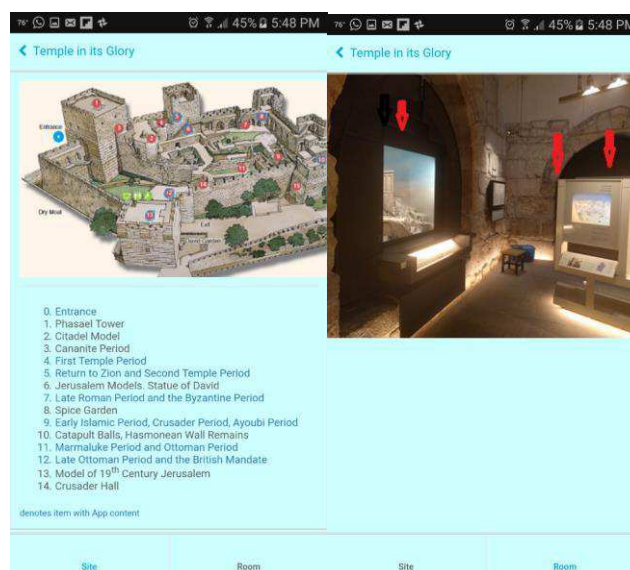 76° 45% 5:48 PM
Temple in its Glory
Entrance
Dry Moat
Exit
David Garden
0. Entrance
1. Phasael Tower
2. Citadel Model
3. Cananite Period
4. First Temple Period
5. Return to Zion and Second Temple Period
6. Jerusalem Models. Statue of David
7. Late Roman Period and the Byzantine Period
8. Spice Garden
9. Early Islamic Period, Crusader Period, Ayoubi Period
10. Catapult Balls, Hasmonean Wall Remains
11. Marmaluke Period and Ottoman Period
12. Late Ottoman Period and the British Mandate
13. Model of 19th Century Jerusalem
14. Crusader Hall
denotes item with App content
Site Room
76° 45% 5:48 PM
Temple in its Glory
Site Room